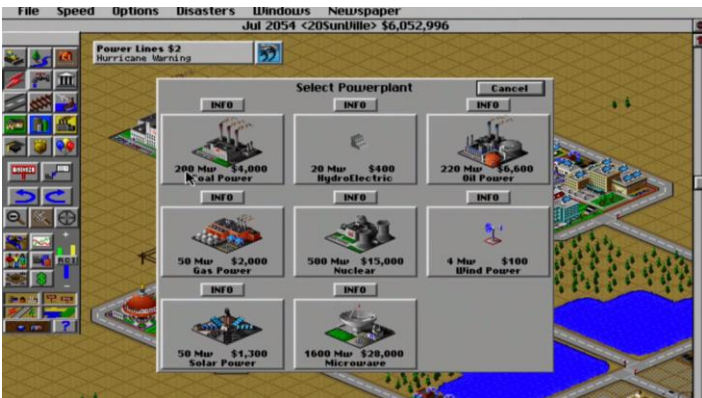 File Speed Options Disasters Windows Newspaper
Jul 2054 <20SunVille> $6,052,996
Power Lines $2
Hurricane Warning
Select Powerplant
Cancel
INFO INFO INFO
200 Mw $4,000 20 Mw $400 220 Mw $6,600
Coal Power HydroElectric Oil Power
INFO INFO INFO
50 Mw $2,000 500 Mw $15,000 4 Mw $100
Gas Power Nuclear Wind Power
INFO INFO
50 Mw $1,300 1600 Mw $28,000
Solar Power Microwave
SIGN
R C I
?